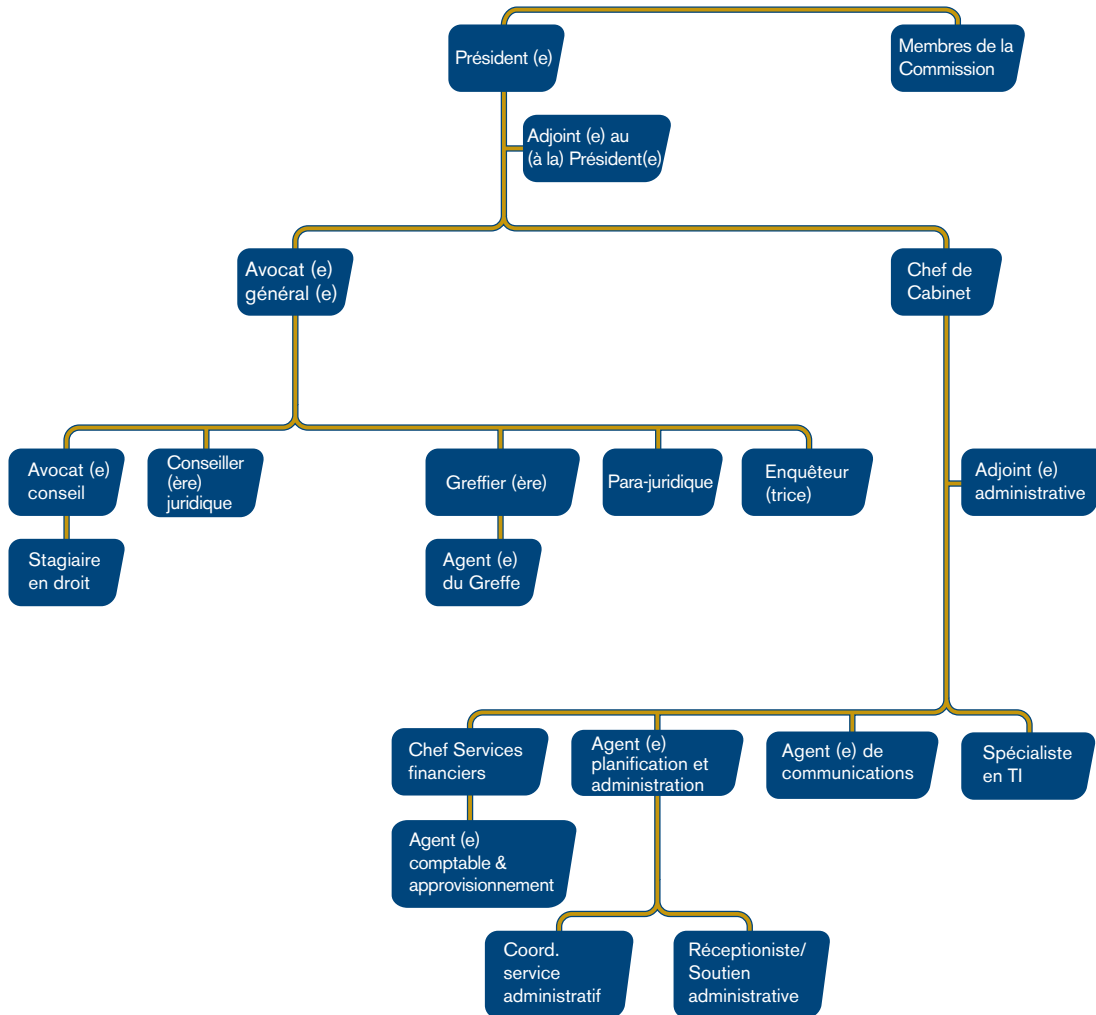 Président (e)
Membres de la
Commission
Adjoint (e) au
(à la) Président(e)
Avocat (e)
général (e)
Chef de
Cabinet
Avocat (e)
conseil
Conseiller
(ère)
juridique
Greffier (ère)
Para-juridique
Enquêteur
(trice)
Adjoint (e)
administrative
Stagiaire
en droit
Agent (e)
du Greffe
Chef Services
financiers
Agent (e)
planification et
administration
Agent (e) de
communications
Spécialiste
en TI
Agent (e)
comptable &
approvisionnement
Coord.
service
administratif
Réceptioniste/
Soutien
administrative